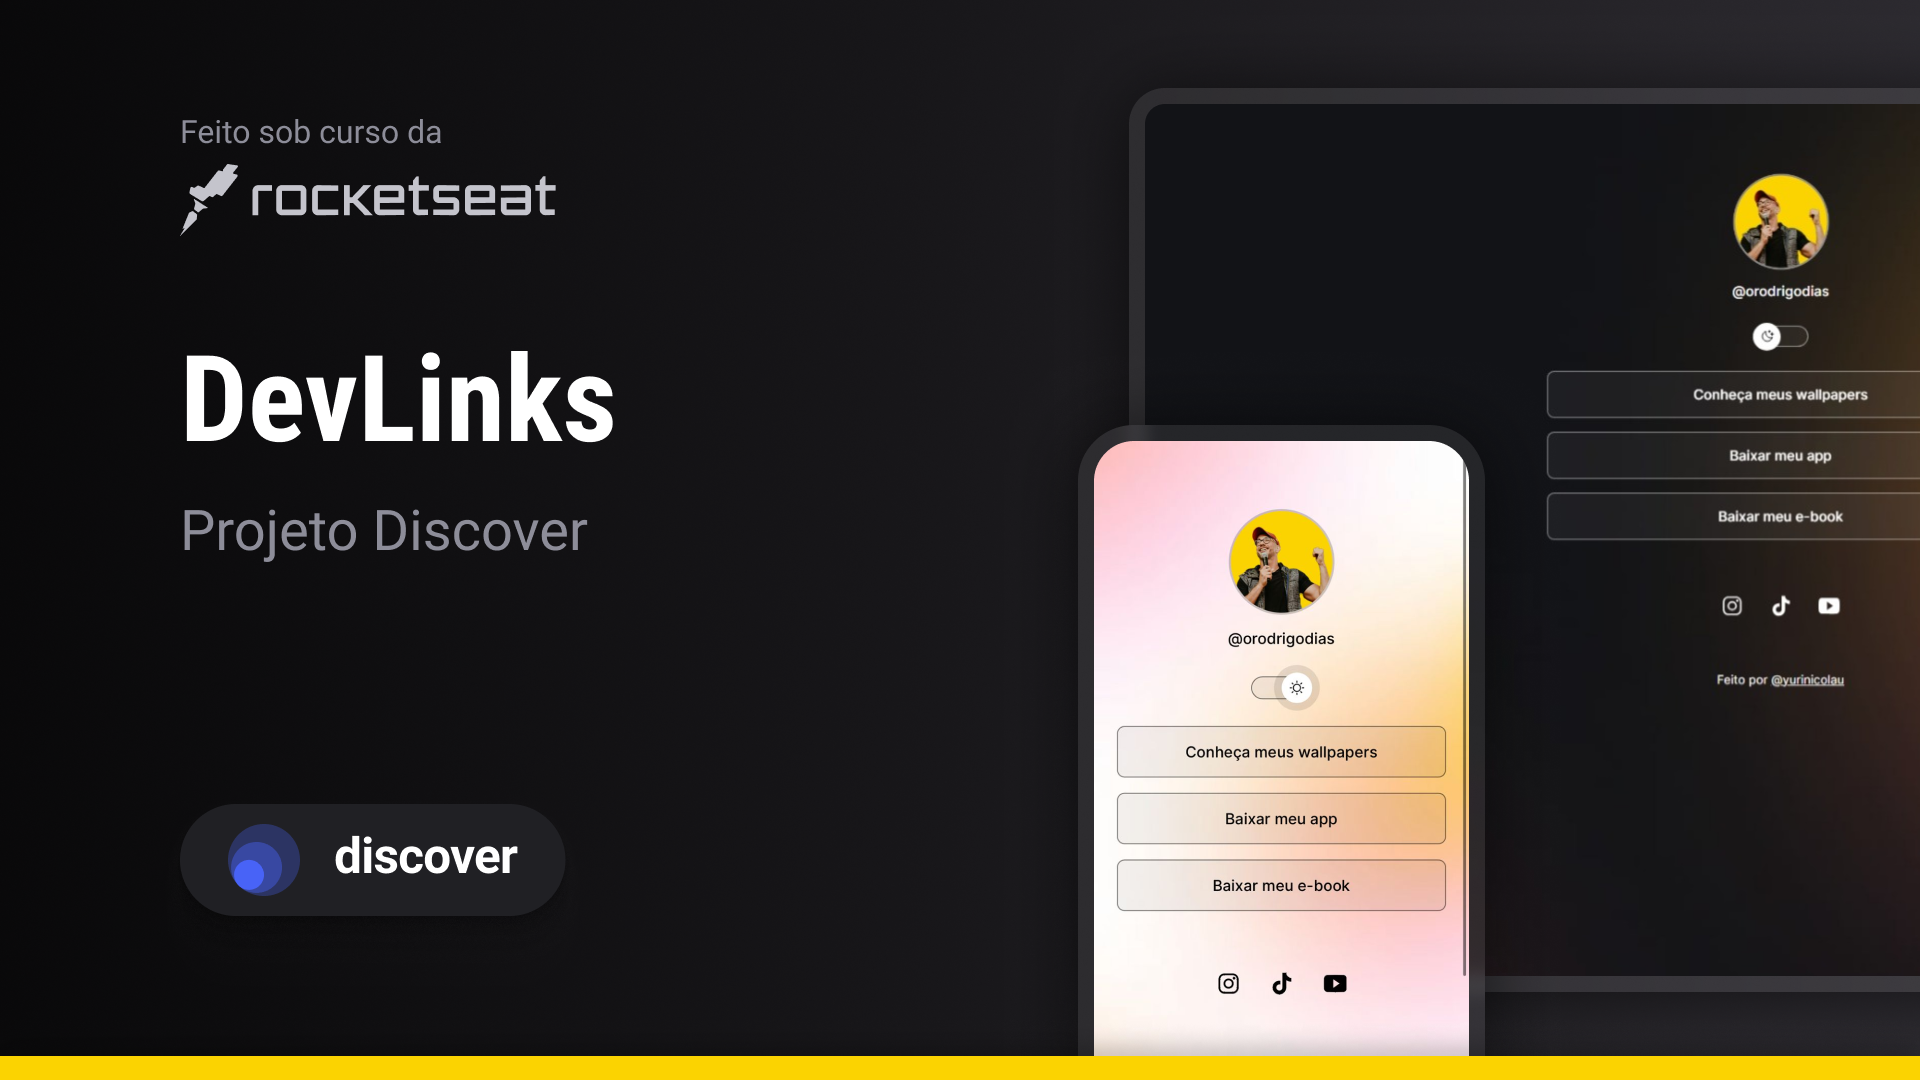 Feito sob curso da
rocketseat
DevLinks
Projeto Discover
discover
@orodrigodias
Conheça meus wallpapers
Baixar meu app
Baixar meu e-book
@orodrigodias
Conheça meus wallpapers
Baixar meu app
Baixar meu e-book
Feito por @yurinicolau